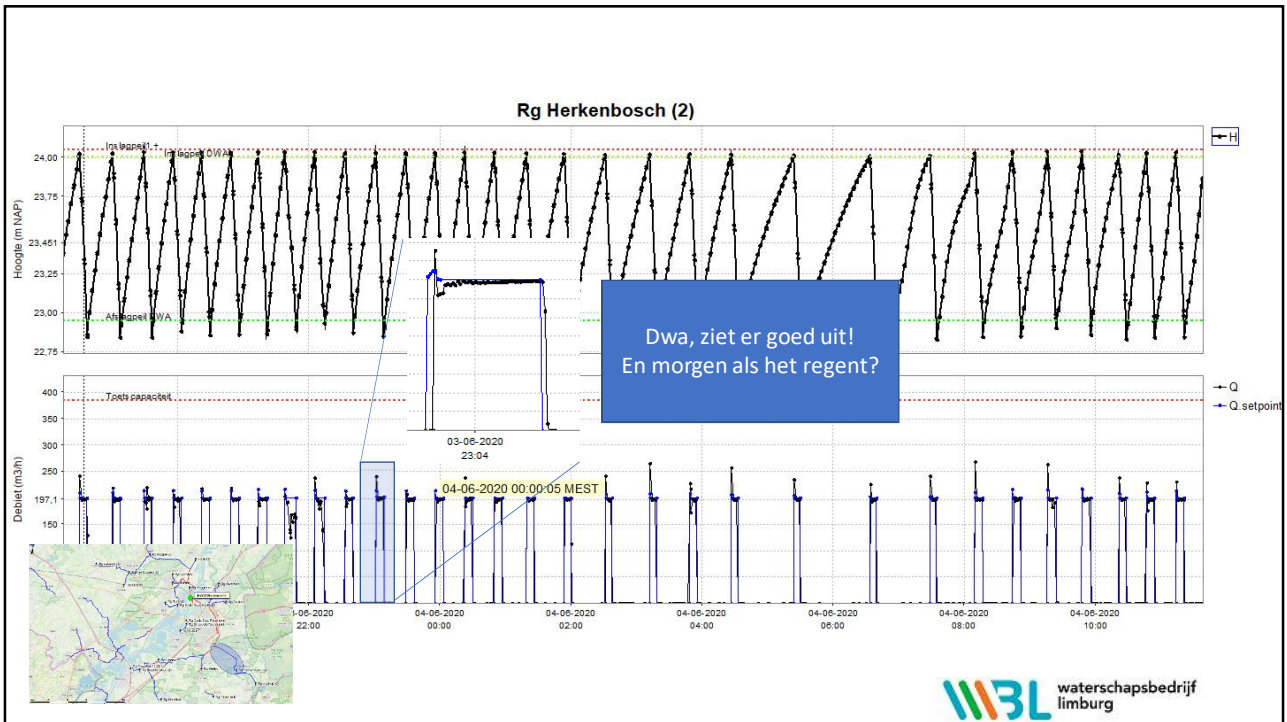 Rg Herkenbosch (2)
Inslagpeil1 +
Inslagpeil DWA
H
24,00
23,75
23,451
23,25
23,00
22,75
Hoogte (m NAP)
Afslagpeil DWA
03-06-2020
23:04
Dwa, ziet er goed uit!
En morgen als het regent?
Toetscapaciteit
Q
Q.setpoint
400
350
300
250
197,1
150
Debiet (m3/h)
04-06-2020 00:00:05 MEST
-06-2020
22:00
04-06-2020
00:00
04-06-2020
02:00
04-06-2020
04:00
04-06-2020
06:00
04-06-2020
08:00
04-06-2020
10:00
WBL waterschapsbedrijf
limburg